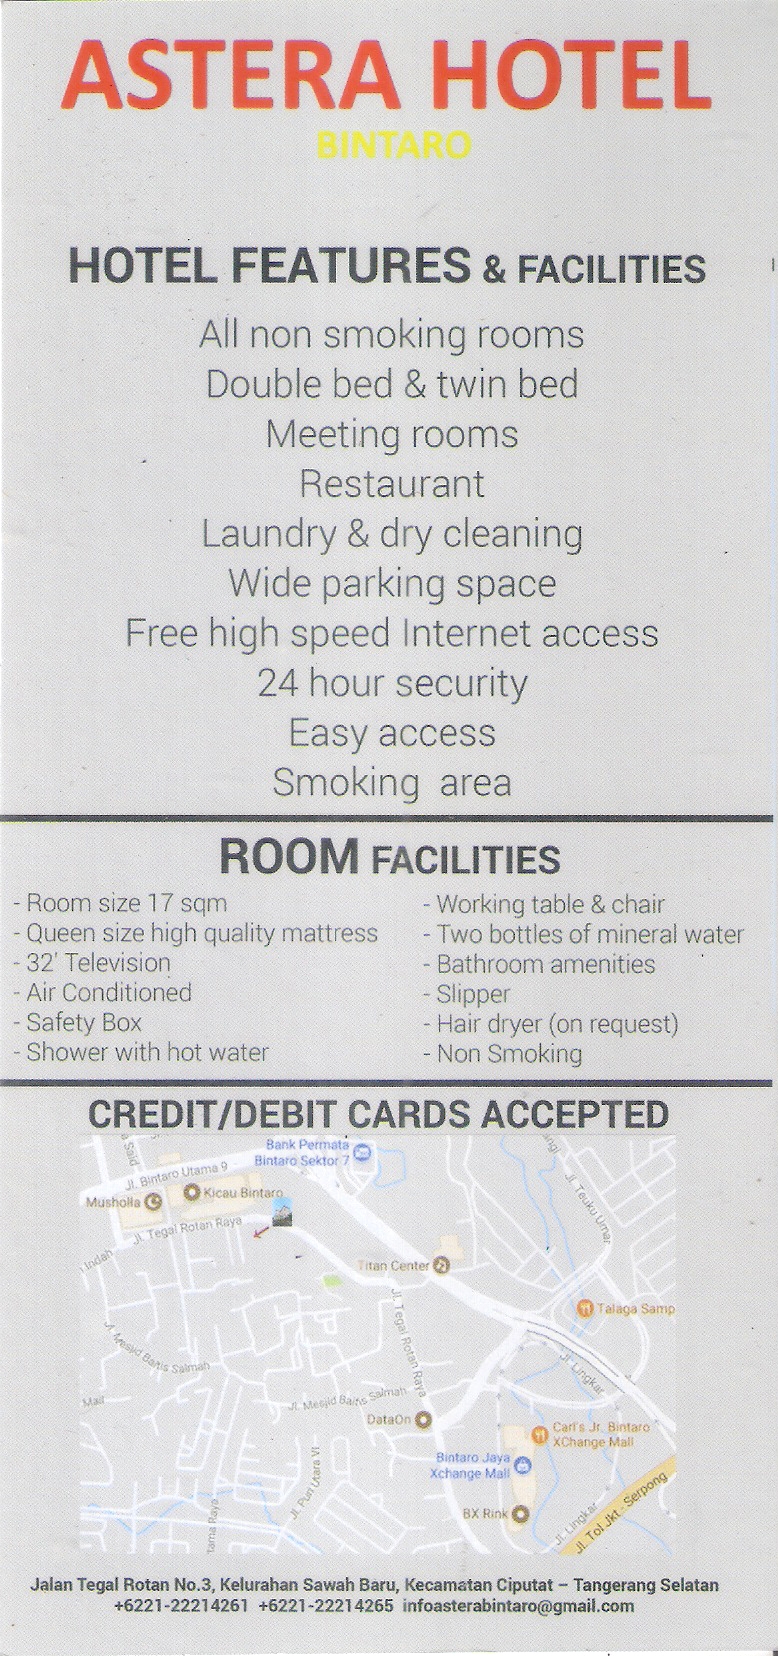 ASTERA HOTEL
BINTARO
HOTEL FEATURES & FACILITIES
All non smoking rooms
Double bed & twin bed
Meeting rooms
Restaurant
Laundry & dry cleaning
Wide parking space
Free high speed Internet access
24 hour security
Easy access
Smoking area
ROOM FACILITIES
- Room size 17 sqm
- Queen size high quality mattress
- 32' Television
- Air Conditioned
- Safety Box
- Shower with hot water
- Working table & chair
- Two bottles of mineral water
- Bathroom amenities
- Slipper
- Hair dryer (on request)
- Non Smoking
CREDIT/DEBIT CARDS ACCEPTED
a Said
Bank Permata
Bintaro Sektor 7
Jl. Bintaro Utama 9
Musholla
Kicau Bintaro
Jl. Tegal Rotan Raya
Indah
Jl. Teuku Umar
Titan Center
Jl. Tegal Rotan Raya
Talaga Samp
Jl. Mesjid Baits Salmah
Jl. Lingkar
Mail
Jl. Mesjid Baits Salmah
DataOn
Carl's Jr. Bintaro
XChange Mall
Bintaro Jaya
Xchange Mall
Jl. Puri Utara VI
BX Rink
tama Raya
Jl. Lingkar
Jl. Tol Jkt - Serpong
Jalan Tegal Rotan No.3, Kelurahan Sawah Baru, Kecamatan Ciputat – Tangerang Selatan
+6221-22214261 +6221-22214265 infoasterabintaro@gmail.com